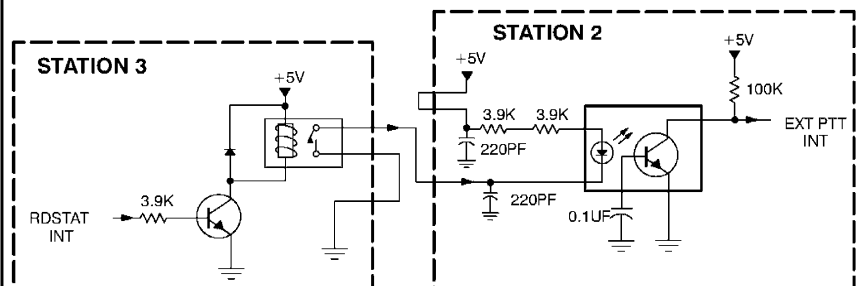 STATION 3
+5V
3.9K
RDSTAT
INT
STATION 2
+5V
3.9K
3.9K
220PF
220PF
0.1UF
+5V
100K
EXT PTT
INT